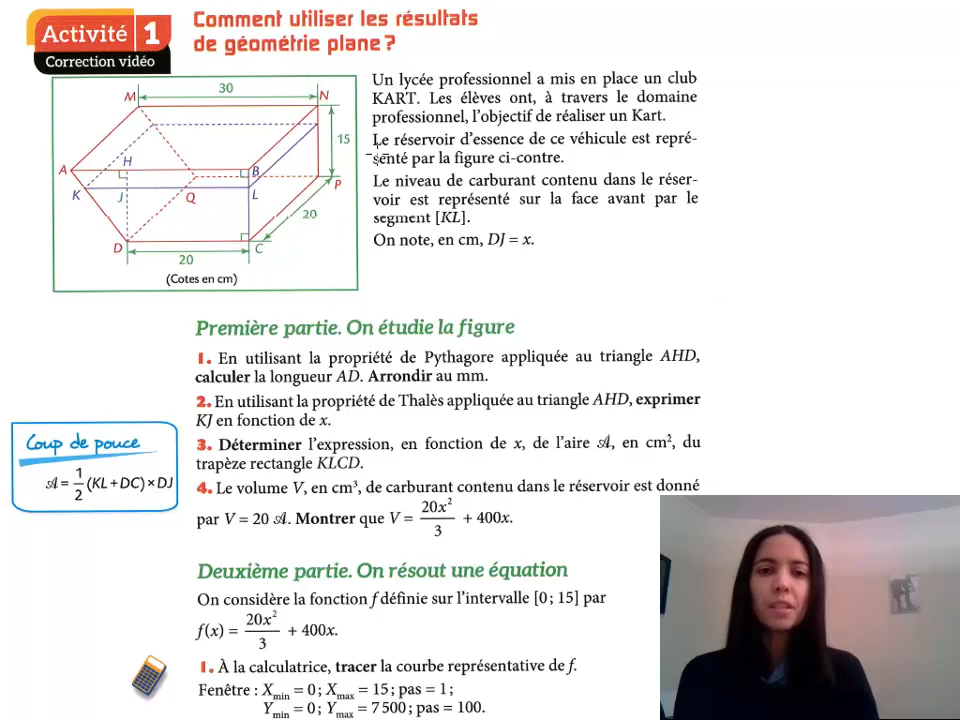 Activité 1
Correction vidéo
Comment utiliser les résultats
de géométrie plane ?
M 30 N
15
A H B
K J Q L P
20
D C
20
(Cotes en cm)
Un lycée professionnel a mis en place un club
KART. Les élèves ont, à travers le domaine
professionnel, l'objectif de réaliser un Kart.
Le réservoir d'essence de ce véhicule est repré-
senté par la figure ci-contre.
Le niveau de carburant contenu dans le réser-
voir est représenté sur la face avant par le
segment [KL].
On note, en cm, DJ = x.
Première partie. On étudie la figure
1. En utilisant la propriété de Pythagore appliquée au triangle AHD,
calculer la longueur AD. Arrondir au mm.
2. En utilisant la propriété de Thalès appliquée au triangle AHD, exprimer
KJ en fonction de x.
3. Déterminer l'expression, en fonction de x, de l'aire 𝒜, en cm², du
trapèze rectangle KLCD.
4. Le volume V, en cm³, de carburant contenu dans le réservoir est donné
par V = 20 𝒜. Montrer que V = 20x²/3 + 400x.
Coup de pouce
𝒜 = 1/2 (KL + DC) × DJ
Deuxième partie. On résout une équation
On considère la fonction f définie sur l'intervalle [0 ; 15] par
f(x) = 20x²/3 + 400x.
1. À la calculatrice, tracer la courbe représentative de f.
Fenêtre : Xmin = 0 ; Xmax = 15 ; pas = 1 ;
Ymin = 0 ; Ymax = 7 500 ; pas = 100.